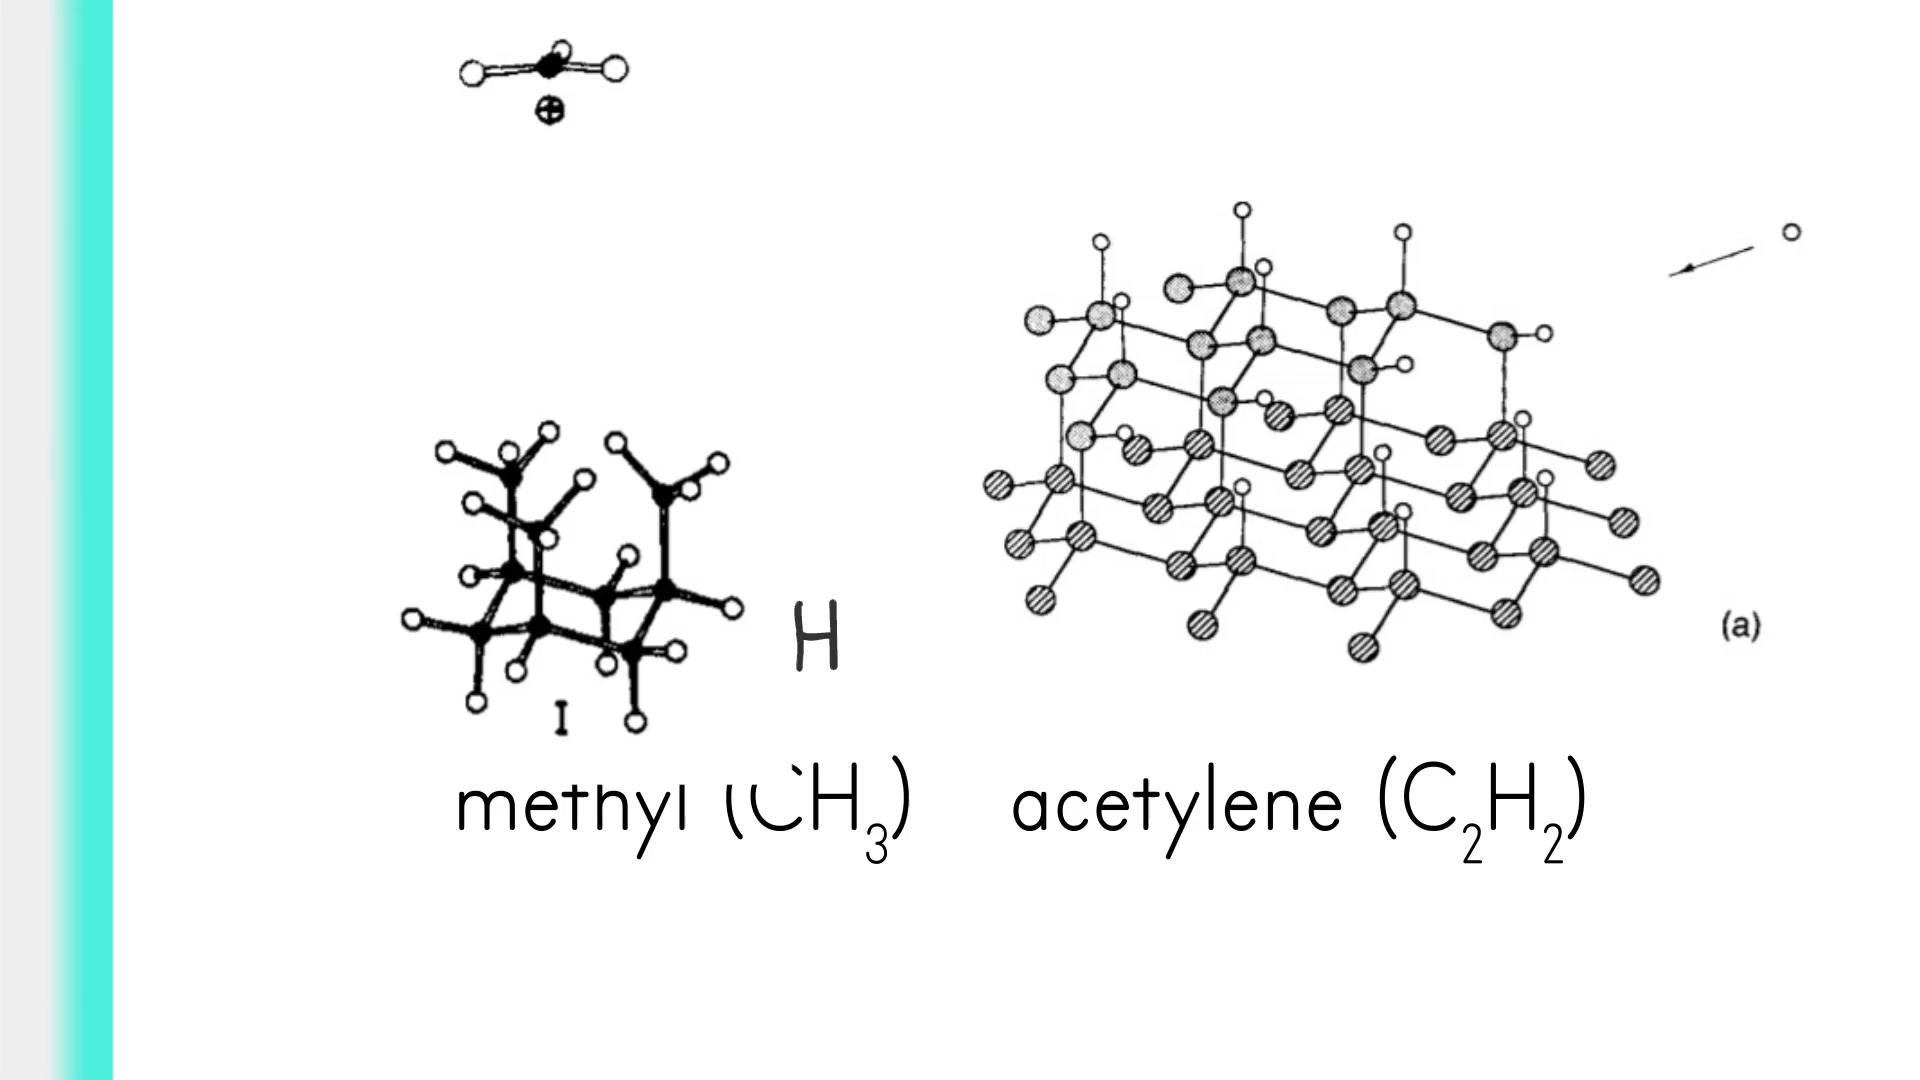 H
(a)
I
methyl (CH₃) acetylene (C₂H₂)